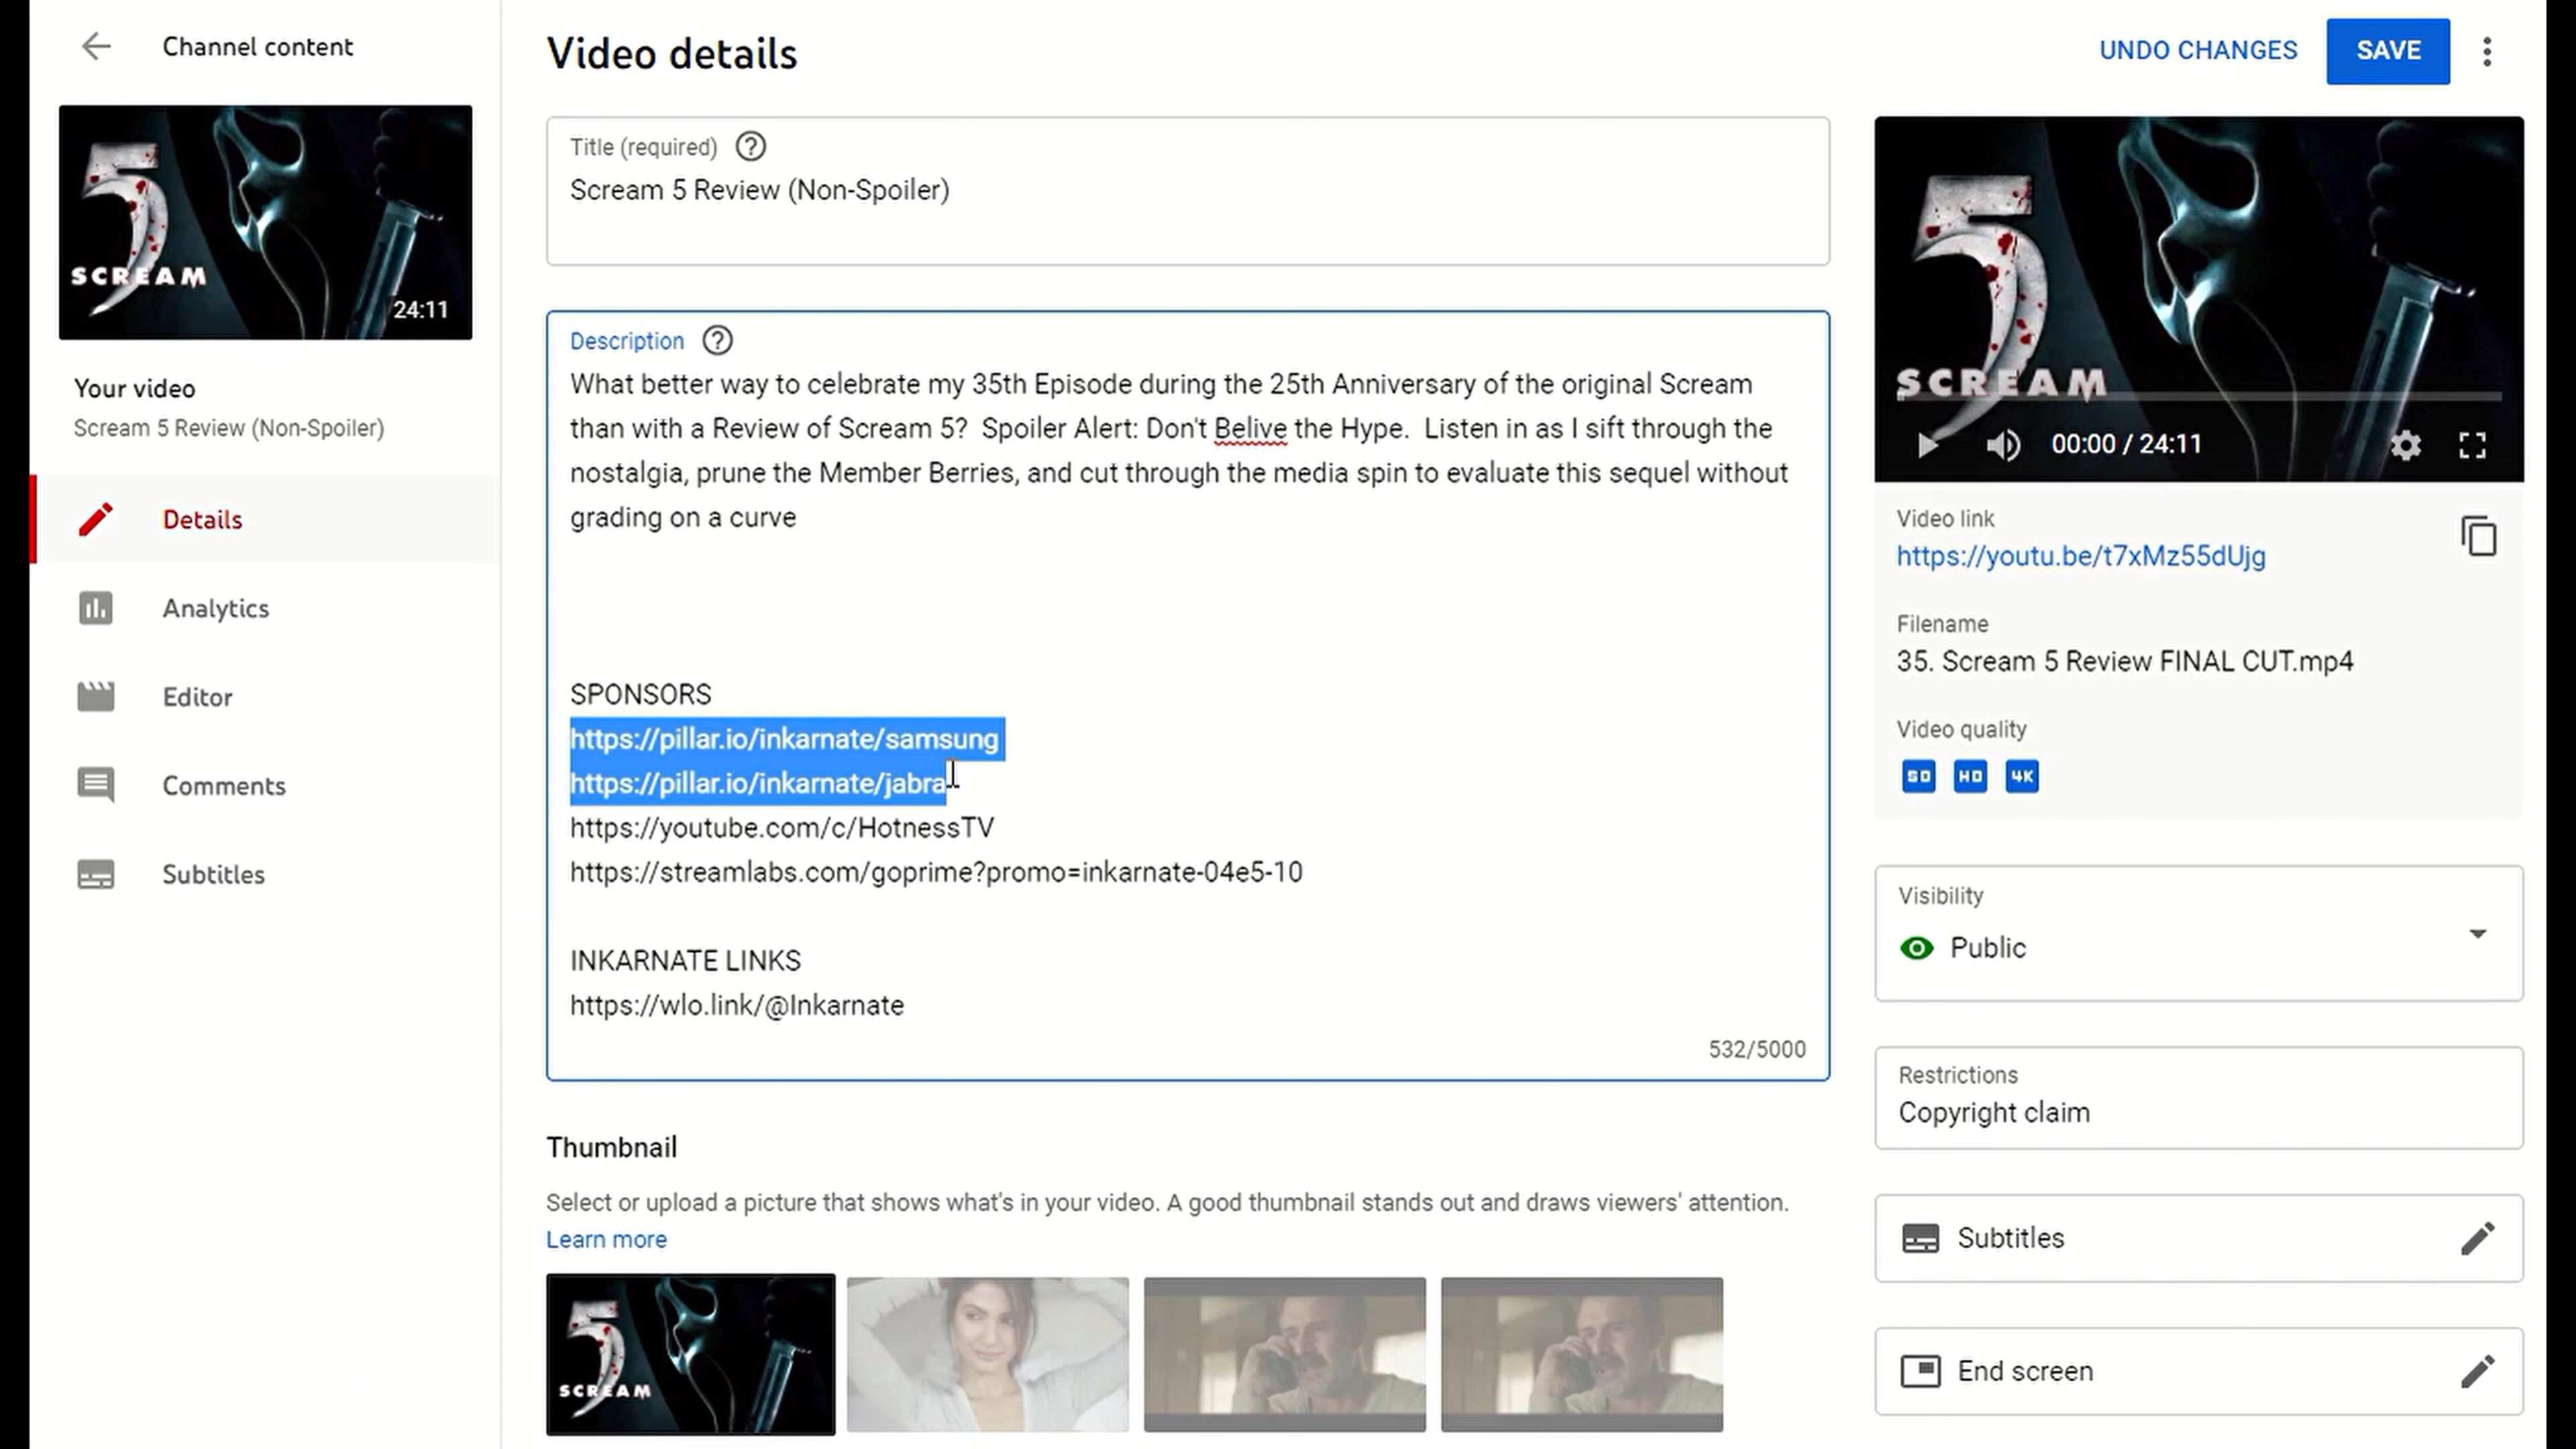 Channel content
5
SCREAM
24:11
Your video
Scream 5 Review (Non-Spoiler)
Details
Analytics
Editor
Comments
Subtitles
Video details
UNDO CHANGES
SAVE
Title (required)
Scream 5 Review (Non-Spoiler)
Description
What better way to celebrate my 35th Episode during the 25th Anniversary of the original Scream
than with a Review of Scream 5?  Spoiler Alert: Don't Belive the Hype.  Listen in as I sift through the
nostalgia, prune the Member Berries, and cut through the media spin to evaluate this sequel without
grading on a curve
SPONSORS
https://pillar.io/inkarnate/samsung
https://pillar.io/inkarnate/jabra
https://youtube.com/c/HotnessTV
https://streamlabs.com/goprime?promo=inkarnate-04e5-10
INKARNATE LINKS
https://wlo.link/@Inkarnate
532/5000
Thumbnail
Select or upload a picture that shows what's in your video. A good thumbnail stands out and draws viewers' attention.
Learn more
5
SCREAM
5
SCREAM
00:00 / 24:11
Video link
https://youtu.be/t7xMz55dUjg
Filename
35. Scream 5 Review FINAL CUT.mp4
Video quality
SD HD 4K
Visibility
Public
Restrictions
Copyright claim
Subtitles
End screen